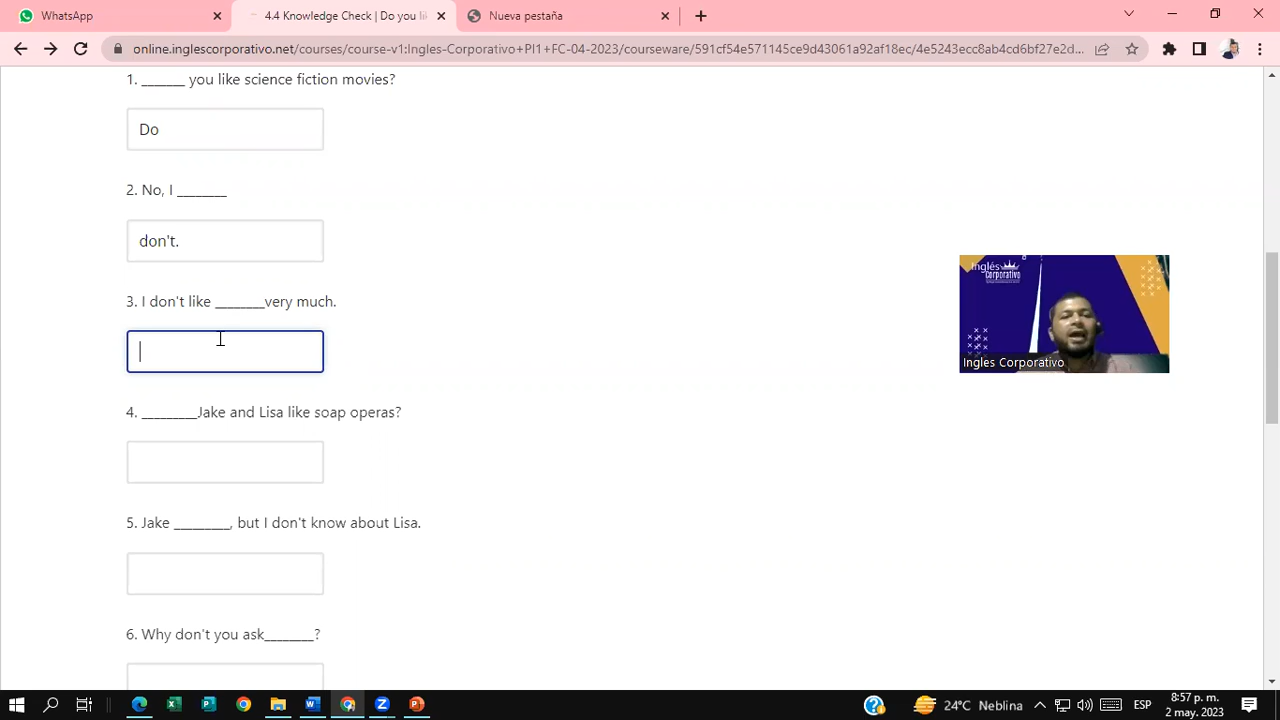 WhatsApp
4.4 Knowledge Check | Do you li
Nueva pestaña
online.inglescorporativo.net/courses/course-v1:Ingles-Corporativo+PI1+FC-04-2023/courseware/591cf54e571145ce9d43061a92af18ec/4e5243ecc8ab4cd6bf27e2d...
1. _______ you like science fiction movies?
Do
2. No, I _______
don't.
3. I don't like _______very much.
Inglés
corporativo
Ingles Corporativo
4. ________Jake and Lisa like soap operas?
5. Jake ________, but I don't know about Lisa.
6. Why don't you ask_______?
24°C Neblina
ESP
8:57 p. m.
2 may. 2023